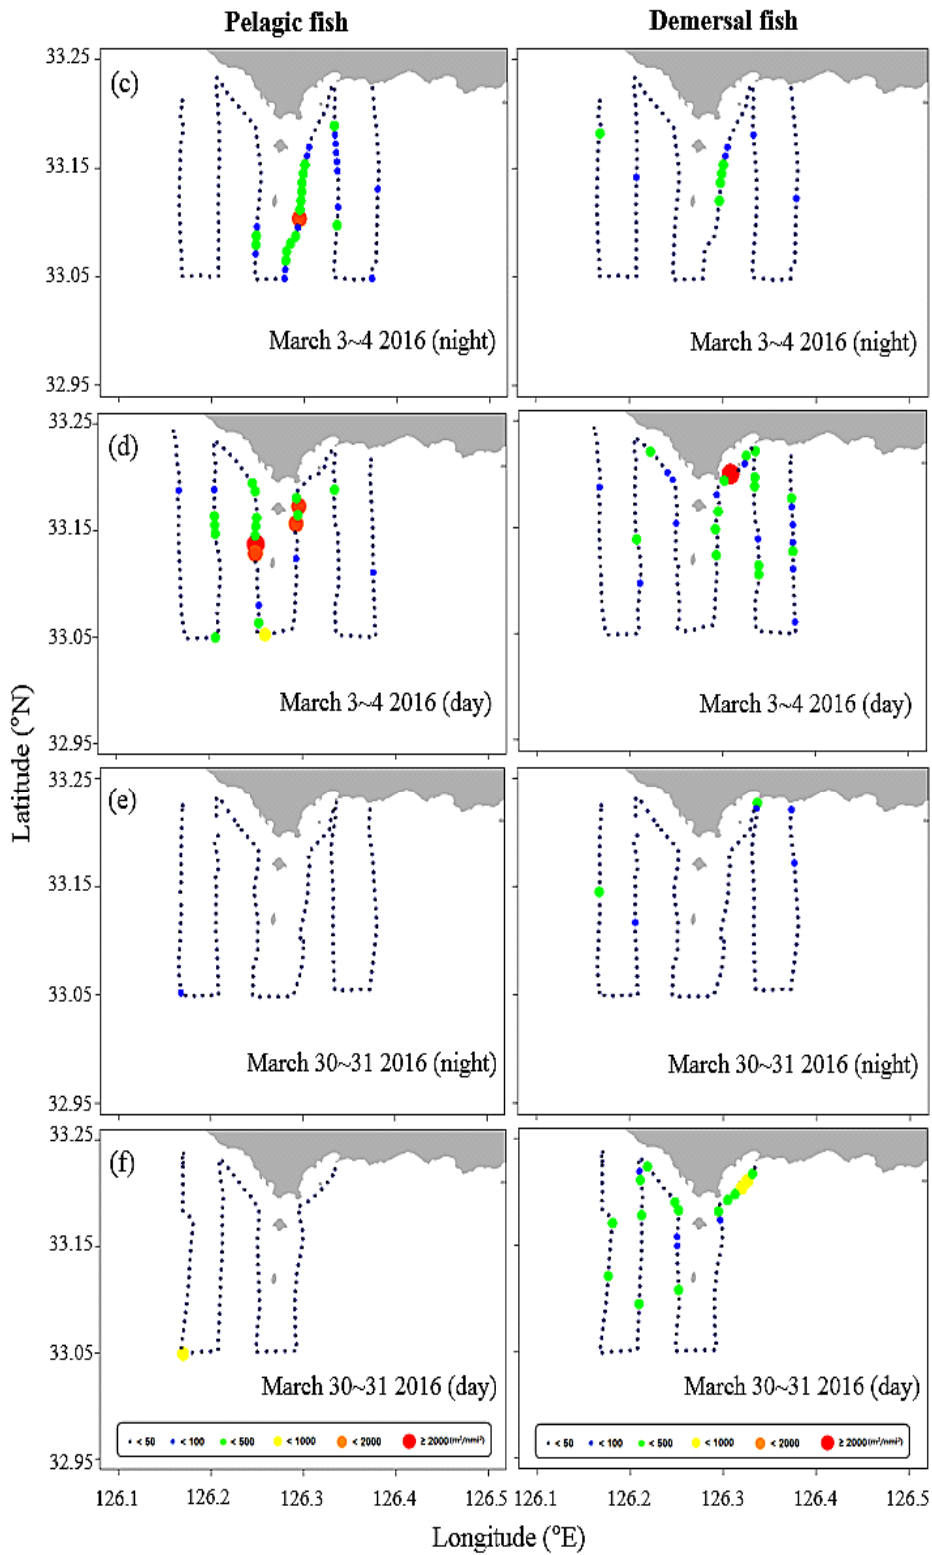 Pelagic fish Demersal fish
33.25
(c)
33.15
33.05
March 3~4 2016 (night) March 3~4 2016 (night)
32.95
33.25
(d)
33.15
33.05
March 3~4 2016 (day) March 3~4 2016 (day)
32.95
Latitude (°N)
33.25
(e)
33.15
33.05
March 30~31 2016 (night) March 30~31 2016 (night)
32.95
33.25
(f)
33.15
33.05
March 30~31 2016 (day) March 30~31 2016 (day)
< 50 < 100 < 500 < 1000 < 2000 ≥ 2000 (m²/nmi²) < 50 < 100 < 500 < 1000 < 2000 ≥ 2000 (m²/nmi²)
32.95
126.1 126.2 126.3 126.4 126.5 126.1 126.2 126.3 126.4 126.5
Longitude (°E)